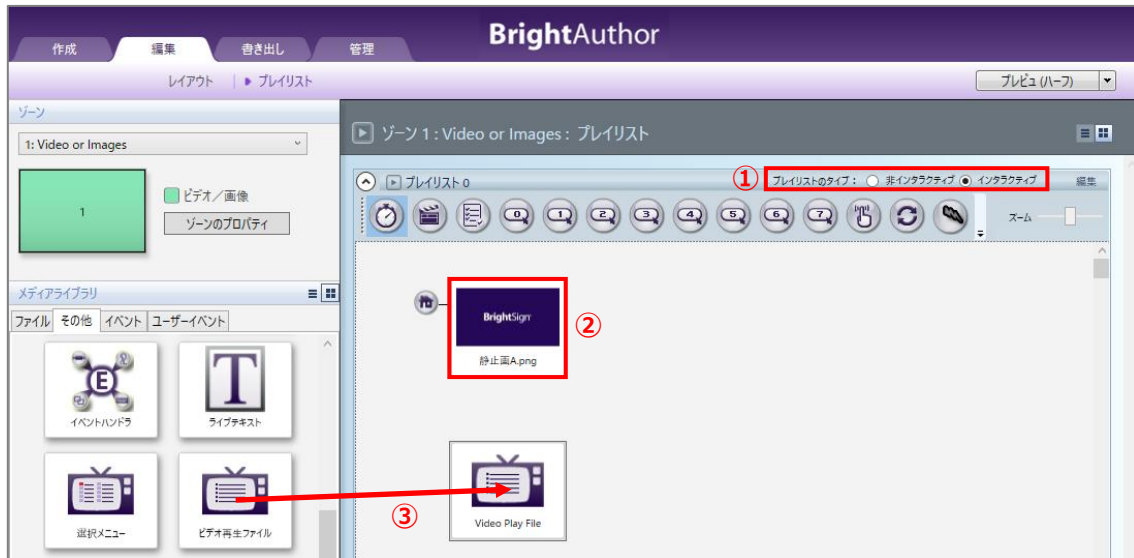 BrightAuthor
作成
編集
書き出し
管理
レイアウト
プレイリスト
プレビュ (ハーフ)
ゾーン
1: Video or Images
1
ビデオ／画像
ゾーンのプロパティ
メディアライブラリ
ファイル
その他
イベント
ユーザーイベント
E
イベントハンドラ
T
ライブテキスト
選択メニュー
ビデオ再生ファイル
ゾーン 1 : Video or Images : プレイリスト
プレイリスト 0
①
プレイリストのタイプ： 非インタラクティブ インタラクティブ
編集
0
1
2
3
4
5
6
7
ズーム
BrightSign
静止画A.png
②
Video Play File
③